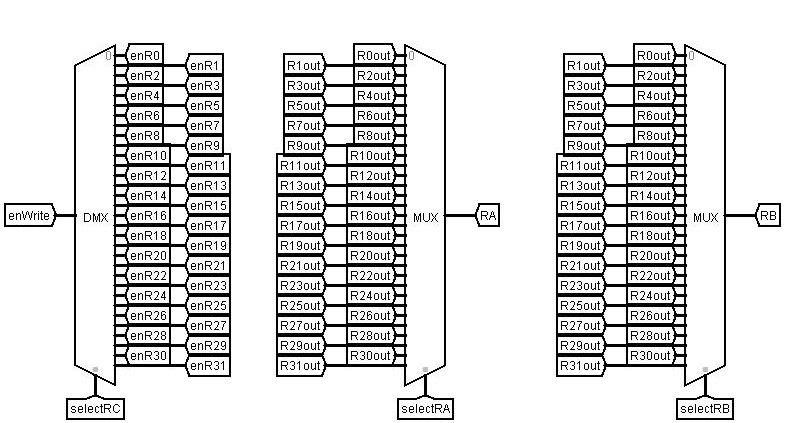 0 enR0 R0out 0 R0out 0
enR1 R1out R1out
enR2 R2out R2out
enR3 R3out R3out
enR4 R4out R4out
enR5 R5out R5out
enR6 R6out R6out
enR7 R7out R7out
enR8 R8out R8out
enR9 R9out R9out
enR10 R10out R10out
enR11 R11out R11out
enR12 R12out R12out
enR13 R13out R13out
enR14 R14out R14out
enR15 R15out R15out
enWrite DMX enR16 R16out MUX RA R16out MUX RB
enR17 R17out R17out
enR18 R18out R18out
enR19 R19out R19out
enR20 R20out R20out
enR21 R21out R21out
enR22 R22out R22out
enR23 R23out R23out
enR24 R24out R24out
enR25 R25out R25out
enR26 R26out R26out
enR27 R27out R27out
enR28 R28out R28out
enR29 R29out R29out
enR30 R30out R30out
enR31 R31out R31out
selectRC selectRA selectRB